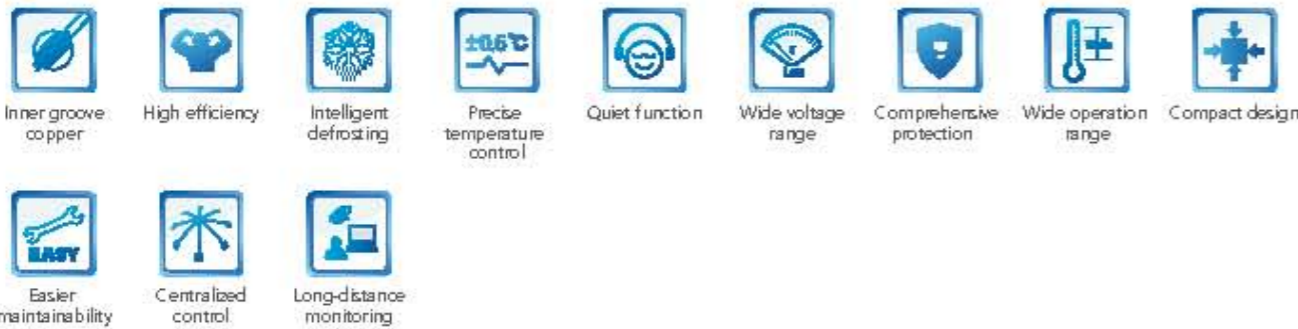 ±0.5℃
Inner groove
copper
High efficiency
Intelligent
defrosting
Precise
temperature
control
Quiet function
Wide voltage
range
Comprehensive
protection
Wide operation
range
Compact design
EASY
Easier
maintainability
Centralized
control
Long-distance
monitoring